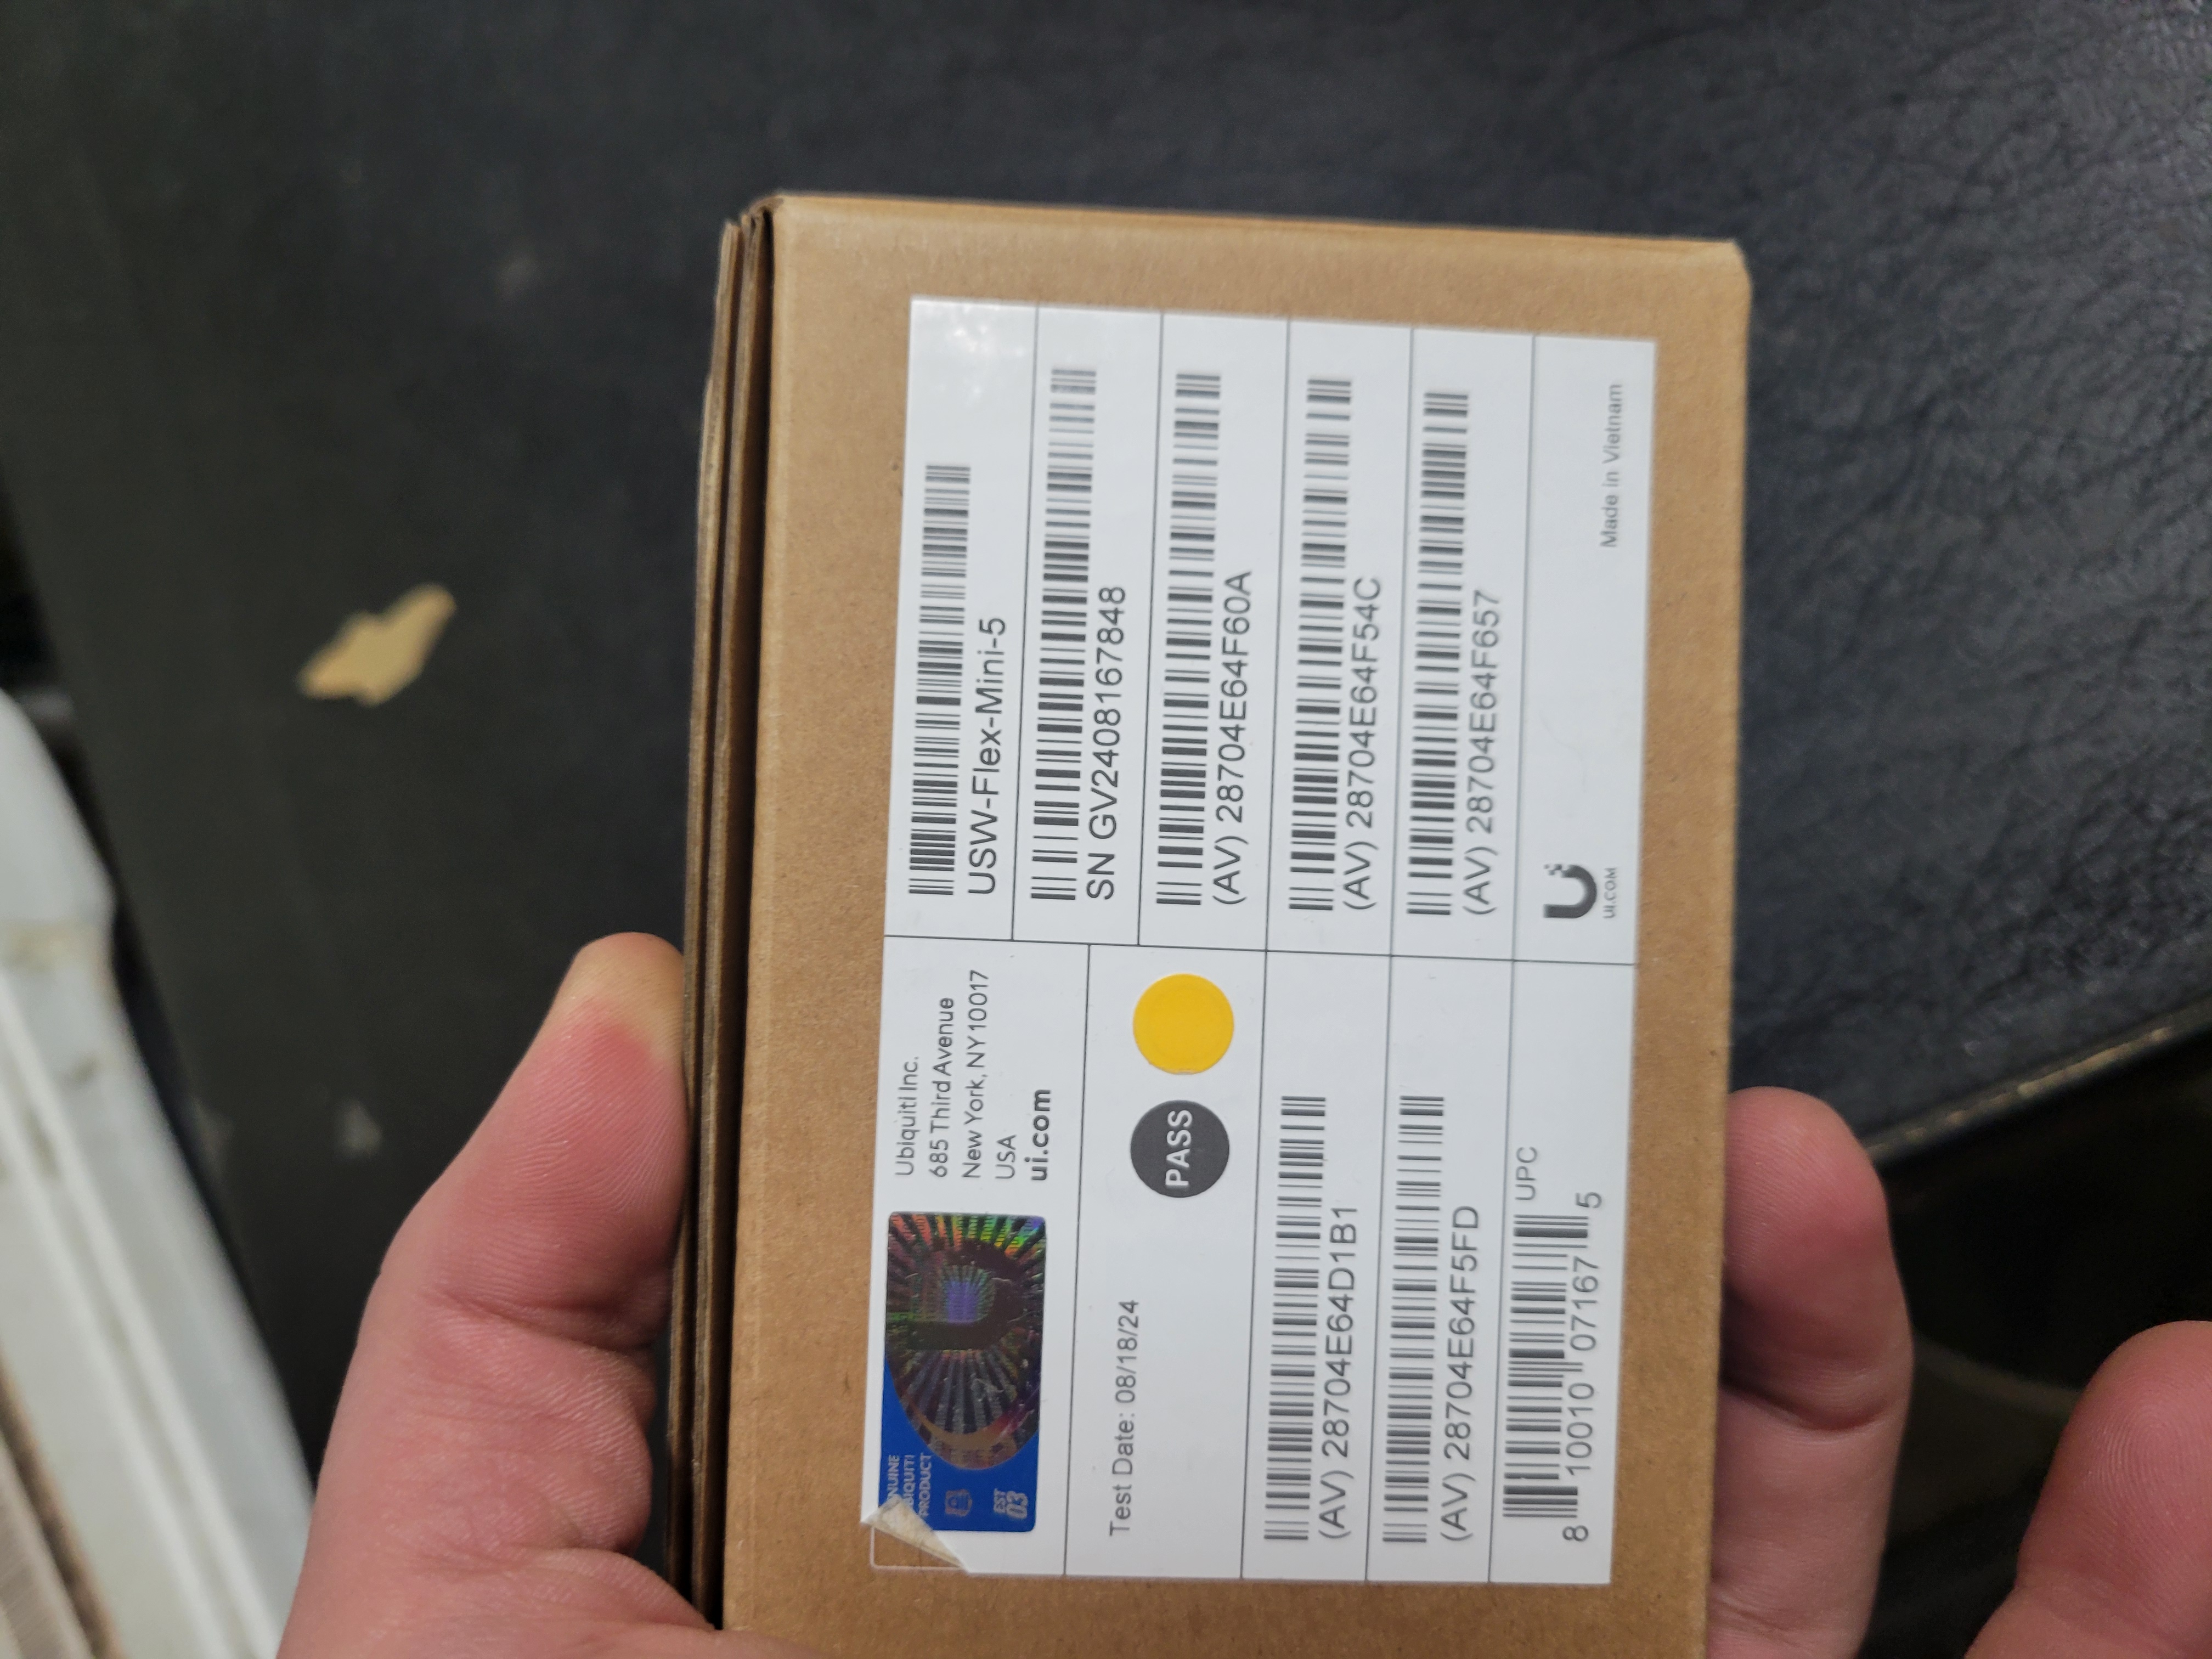 GENUINE
UBIQUITI
PRODUCT
EST
03
Ubiquiti Inc.
685 Third Avenue
New York, NY 10017
USA
ui.com
USW-Flex-Mini-5
SN GV2408167848
Test Date: 08/18/24
PASS
(AV) 28704E64F60A
(AV) 28704E64D1B1
(AV) 28704E64F54C
(AV) 28704E64F5FD
(AV) 28704E64F657
UPC
8 10010 07167 5
UI.COM
Made in Vietnam